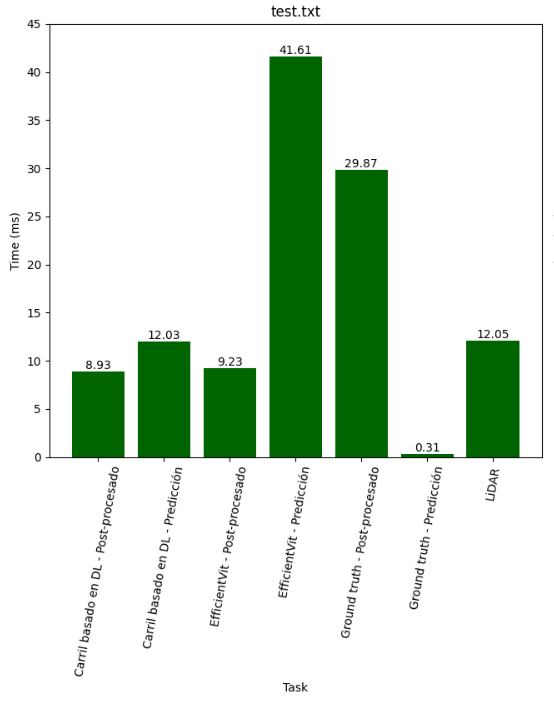 test.txt
45
40
35
30
25
20
15
10
5
0
Time (ms)
8.93
12.03
9.23
41.61
29.87
0.31
12.05
Carril basado en DL - Post-procesado
Carril basado en DL - Predicción
EfficientVit - Post-procesado
EfficientVit - Predicción
Ground truth - Post-procesado
Ground truth - Predicción
LiDAR
Task